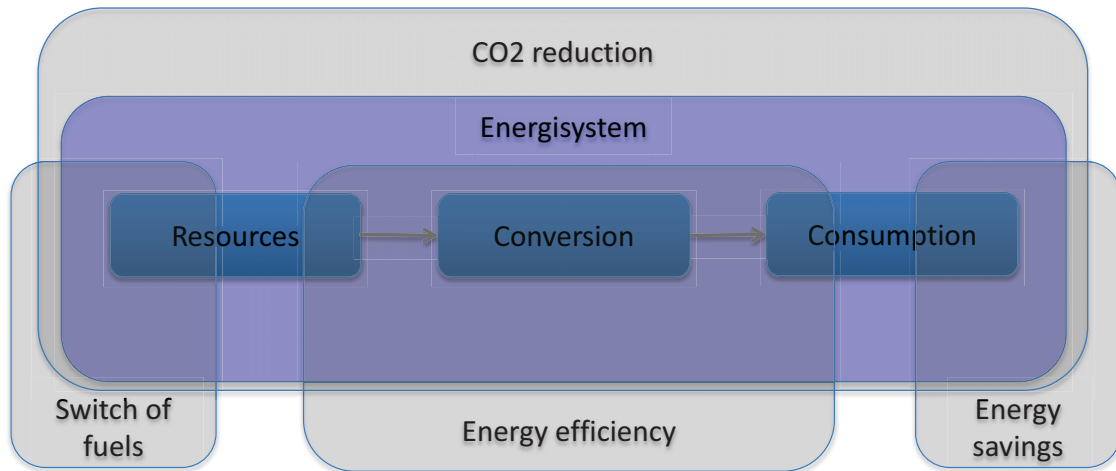 CO2 reduction
Energisystem
Resources
Conversion
Consumption
Switch of
fuels
Energy efficiency
Energy
savings